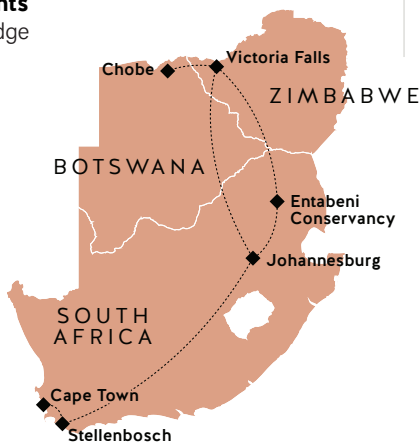 nts
dge
Victoria Falls
Chobe
ZIMBABWE
BOTSWANA
Entabeni
Conservancy
Johannesburg
SOUTH
AFRICA
Cape Town
Stellenbosch